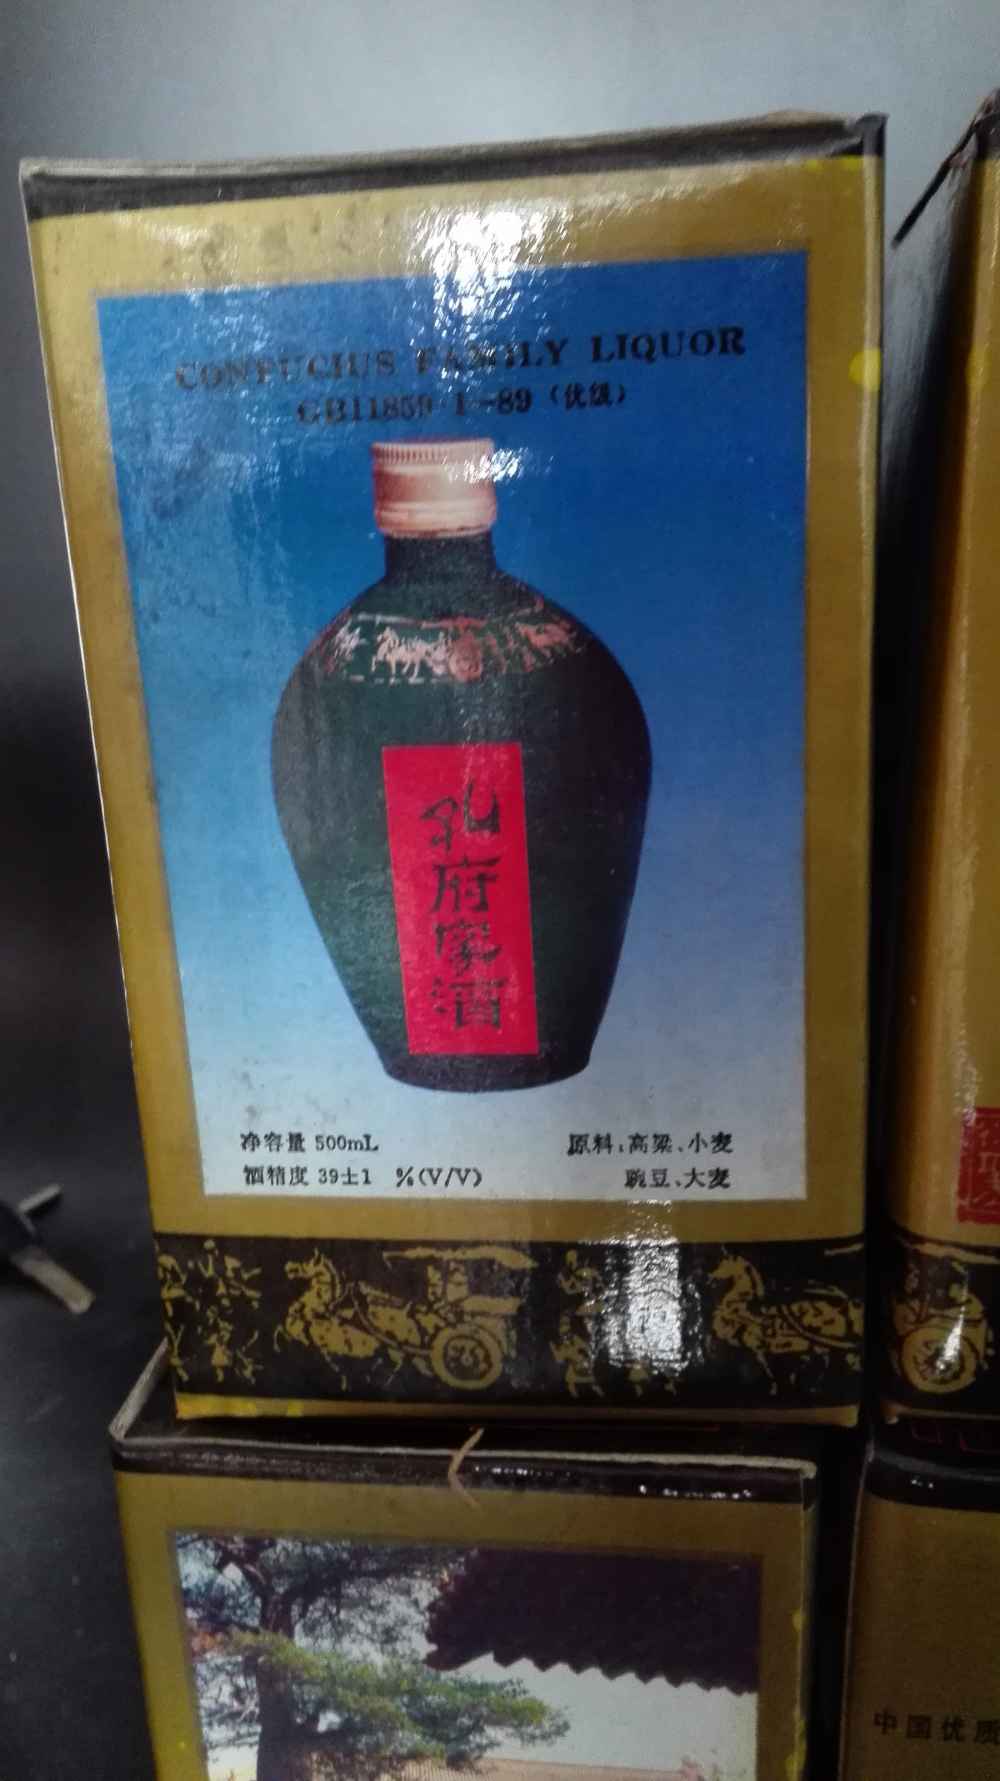 CONFUCIUS FAMILY LIQUOR
GB11859·1-89（优级）
孔府家酒
净容量 500mL
酒精度 39±1 %(V/V)
原料:高粱、小麦
豌豆、大麦
中国优质